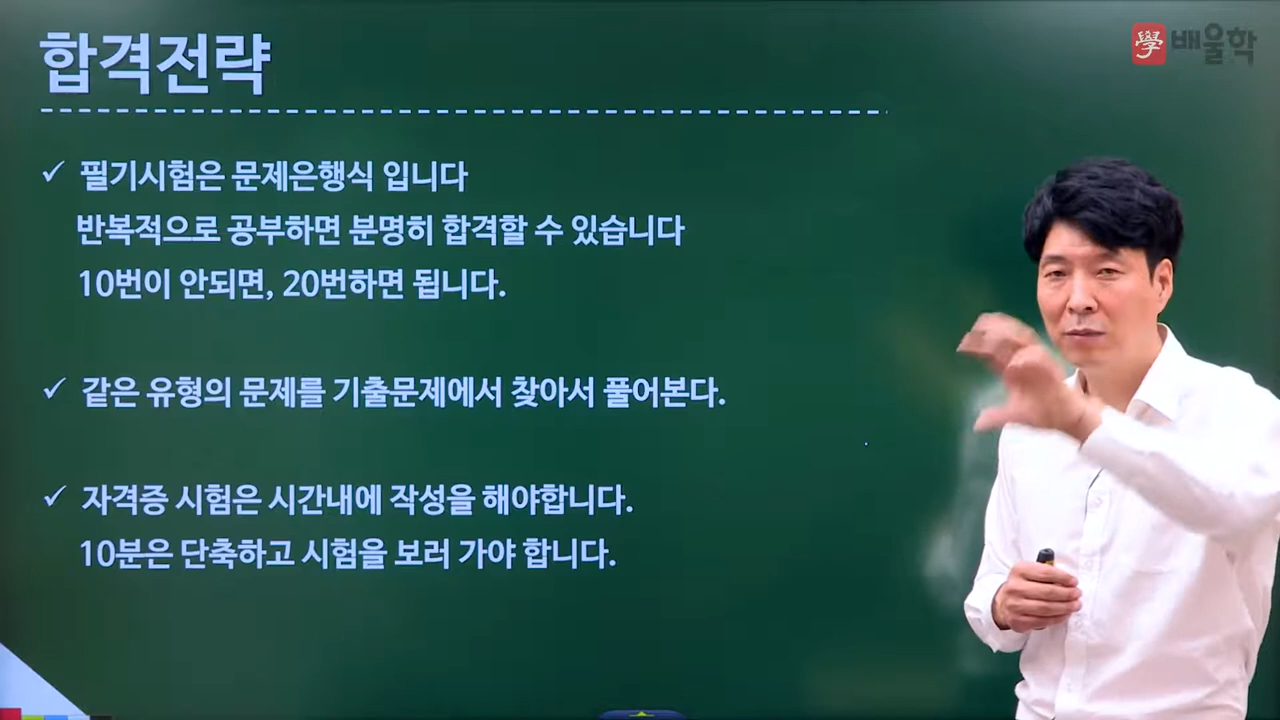 합격전략
學 배울학
✓ 필기시험은 문제은행식 입니다
반복적으로 공부하면 분명히 합격할 수 있습니다
10번이 안되면, 20번하면 됩니다.
✓ 같은 유형의 문제를 기출문제에서 찾아서 풀어본다.
✓ 자격증 시험은 시간내에 작성을 해야합니다.
10분은 단축하고 시험을 보러 가야 합니다.